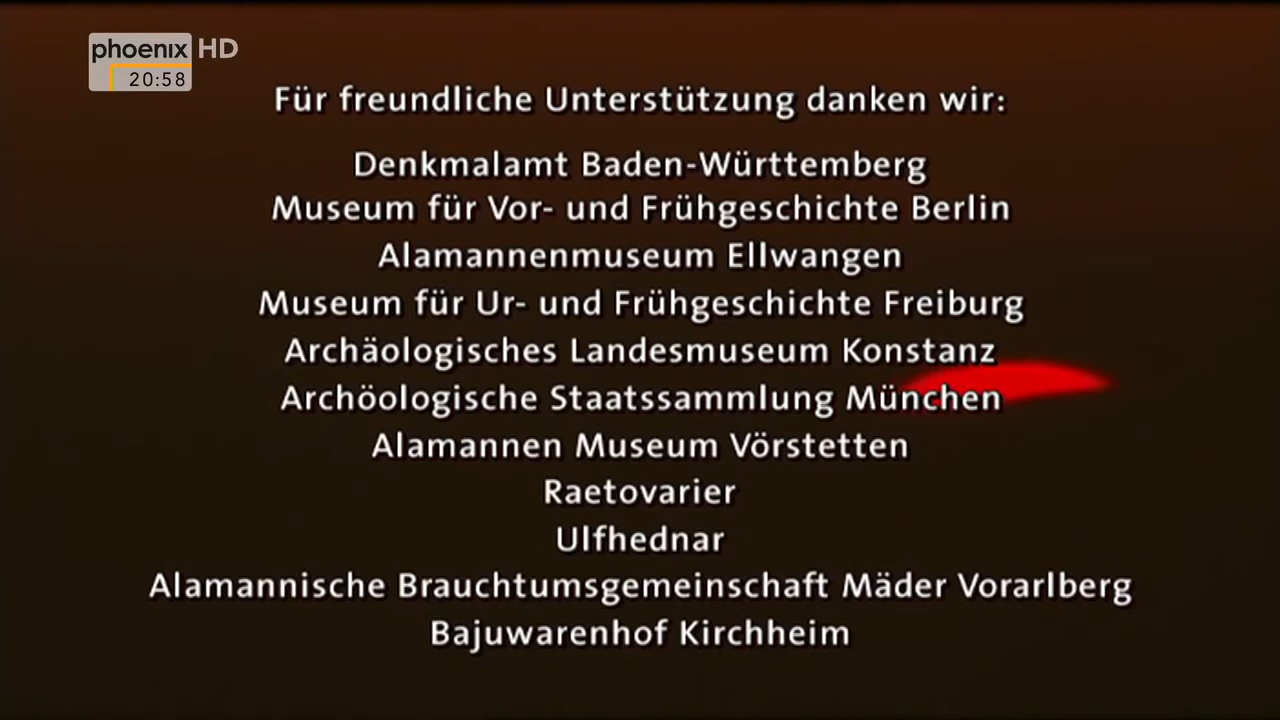 phoenix HD
20:58
Für freundliche Unterstützung danken wir:
Denkmalamt Baden-Württemberg
Museum für Vor- und Frühgeschichte Berlin
Alamannenmuseum Ellwangen
Museum für Ur- und Frühgeschichte Freiburg
Archäologisches Landesmuseum Konstanz
Archöologische Staatssammlung München
Alamannen Museum Vörstetten
Raetovarier
Ulfhednar
Alamannische Brauchtumsgemeinschaft Mäder Vorarlberg
Bajuwarenhof Kirchheim